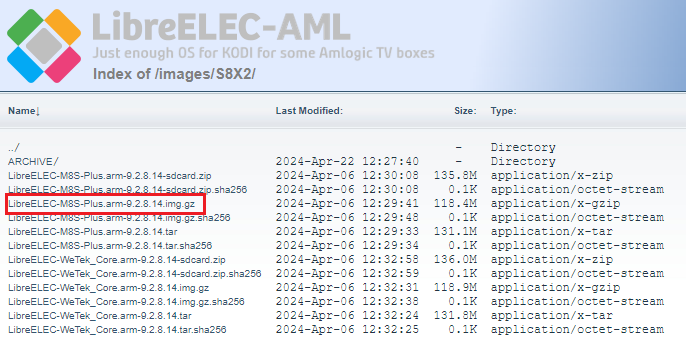 LibreELEC-AML
Just enough OS for KODI for some Amlogic TV boxes
Index of /images/S8X2/
Name↓ Last Modified: Size: Type:
../ - Directory
ARCHIVE/ 2024-Apr-22 12:27:40 - Directory
LibreELEC-M8S-Plus.arm-9.2.8.14-sdcard.zip 2024-Apr-06 12:30:08 135.8M application/x-zip
LibreELEC-M8S-Plus.arm-9.2.8.14-sdcard.zip.sha256 2024-Apr-06 12:30:08 0.1K application/octet-stream
LibreELEC-M8S-Plus.arm-9.2.8.14.img.gz 2024-Apr-06 12:29:41 118.4M application/x-gzip
LibreELEC-M8S-Plus.arm-9.2.8.14.img.gz.sha256 2024-Apr-06 12:29:48 0.1K application/octet-stream
LibreELEC-M8S-Plus.arm-9.2.8.14.tar 2024-Apr-06 12:29:33 131.1M application/x-tar
LibreELEC-M8S-Plus.arm-9.2.8.14.tar.sha256 2024-Apr-06 12:29:34 0.1K application/octet-stream
LibreELEC-WeTek_Core.arm-9.2.8.14-sdcard.zip 2024-Apr-06 12:32:58 136.0M application/x-zip
LibreELEC-WeTek_Core.arm-9.2.8.14-sdcard.zip.sha256 2024-Apr-06 12:32:59 0.1K application/octet-stream
LibreELEC-WeTek_Core.arm-9.2.8.14.img.gz 2024-Apr-06 12:32:31 118.9M application/x-gzip
LibreELEC-WeTek_Core.arm-9.2.8.14.img.gz.sha256 2024-Apr-06 12:32:38 0.1K application/octet-stream
LibreELEC-WeTek_Core.arm-9.2.8.14.tar 2024-Apr-06 12:32:24 131.8M application/x-tar
LibreELEC-WeTek_Core.arm-9.2.8.14.tar.sha256 2024-Apr-06 12:32:25 0.1K application/octet-stream